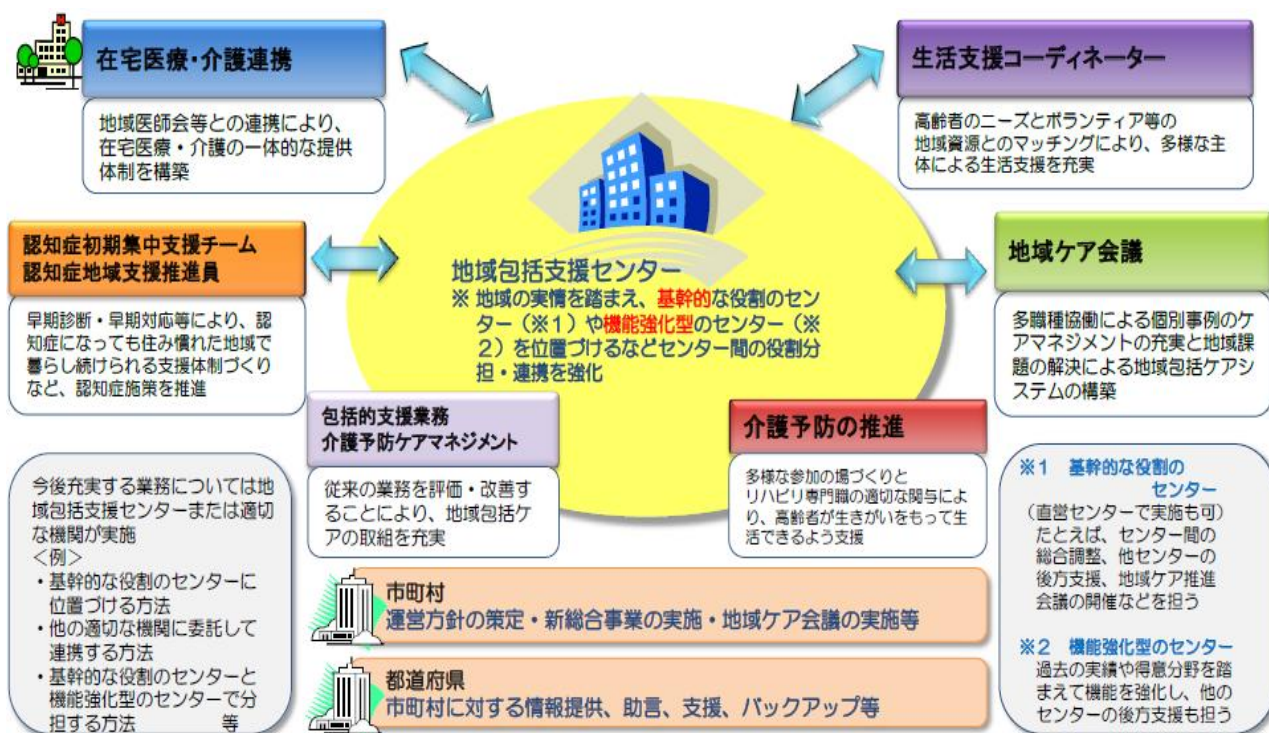 在宅医療・介護連携
地域医師会等との連携により、
在宅医療・介護の一体的な提供
体制を構築
生活支援コーディネーター
高齢者のニーズとボランティア等の
地域資源とのマッチングにより、多様な主
体による生活支援を充実
認知症初期集中支援チーム
認知症地域支援推進員
早期診断・早期対応等により、認
知症になっても住み慣れた地域で
暮らし続けられる支援体制づくり
など、認知症施策を推進
地域包括支援センター
※ 地域の実情を踏まえ、基幹的な役割のセン
ター（※１）や機能強化型のセンター（※
２）を位置づけるなどセンター間の役割分
担・連携を強化
地域ケア会議
多職種協働による個別事例のケ
アマネジメントの充実と地域課
題の解決による地域包括ケアシ
ステムの構築
包括的支援業務
介護予防ケアマネジメント
従来の業務を評価・改善す
ることにより、地域包括ケ
アの取組を充実
介護予防の推進
多様な参加の場づくりと
リハビリ専門職の適切な関与によ
り、高齢者が生きがいをもって生
活できるよう支援
今後充実する業務については地
域包括支援センターまたは適切
な機関が実施
＜例＞
・基幹的な役割のセンターに
位置づける方法
・他の適切な機関に委託して
連携する方法
・基幹的な役割のセンターと
機能強化型のセンターで分
担する方法　　　等
※１　基幹的な役割の
センター
（直営センターで実施も可）
たとえば、センター間の
総合調整、他センターの
後方支援、地域ケア推進
会議の開催などを担う
※２　機能強化型のセンター
過去の実績や得意分野を踏
まえて機能を強化し、他の
センターの後方支援も担う
市町村
運営方針の策定・新総合事業の実施・地域ケア会議の実施等
都道府県
市町村に対する情報提供、助言、支援、バックアップ等